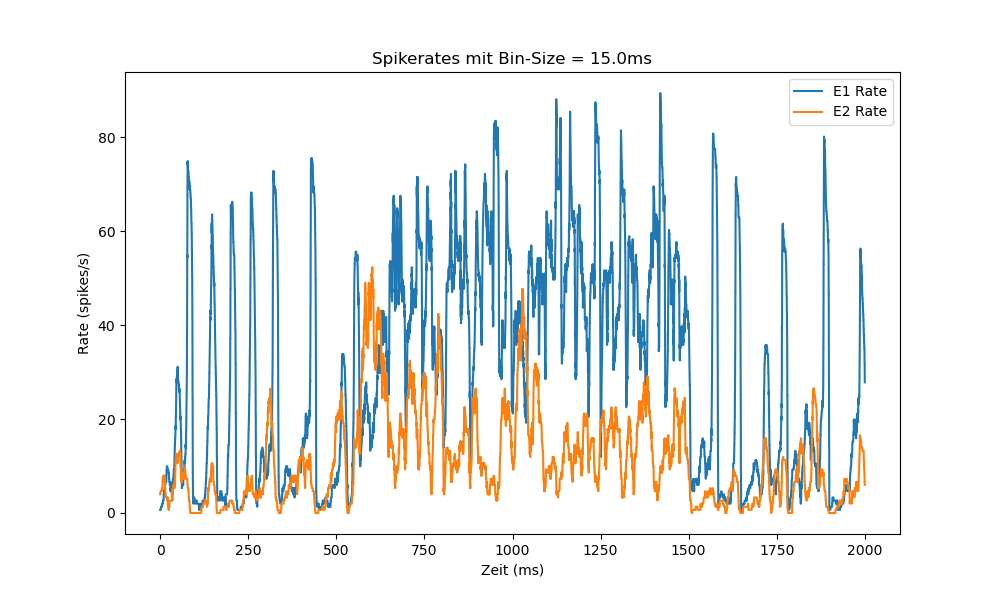 Spikerates mit Bin-Size = 15.0ms
E1 Rate
E2 Rate
80
60
40
20
0
Rate (spikes/s)
0 250 500 750 1000 1250 1500 1750 2000
Zeit (ms)